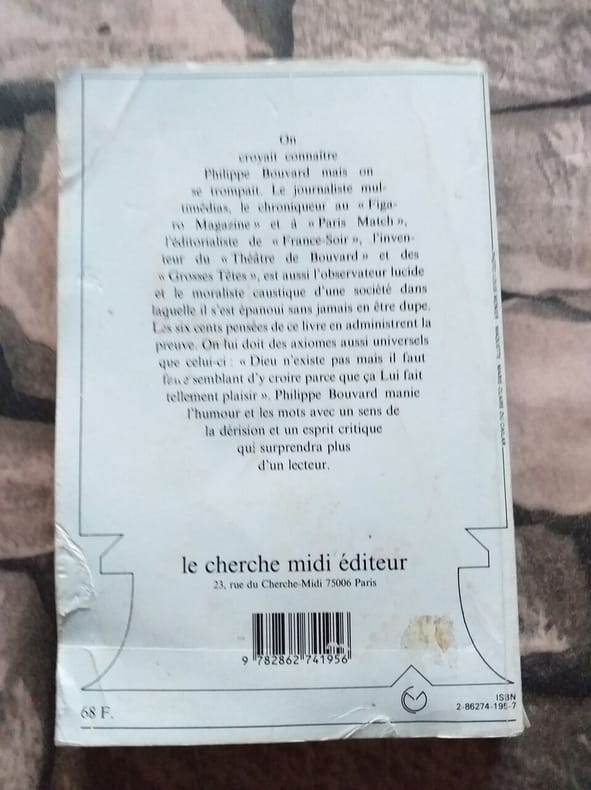 On
croyait connaître
Philippe Bouvard mais on
se trompait. Le journaliste mul-
timédias, le chroniqueur au « Figa-
ro Magazine » et à « Paris Match »,
l'éditorialiste de « France-Soir », l'inven-
teur du « Théâtre de Bouvard » et des
« Grosses Têtes », est aussi l'observateur lucide
et le moraliste caustique d'une société dans
laquelle il s'est épanoui sans jamais en être dupe.
Les six cents pensées de ce livre en administrent la
preuve. On lui doit des axiomes aussi universels
que celui-ci : « Dieu n'existe pas mais il faut
semblant d'y croire parce que ça Lui fait
tellement plaisir ». Philippe Bouvard manie
l'humour et les mots avec un sens de
la dérision et un esprit critique
qui surprendra plus
d'un lecteur.
le cherche midi éditeur
23, rue du Cherche-Midi 75006 Paris
9 782862 741956
68 F.
ISBN
2-86274-195-7